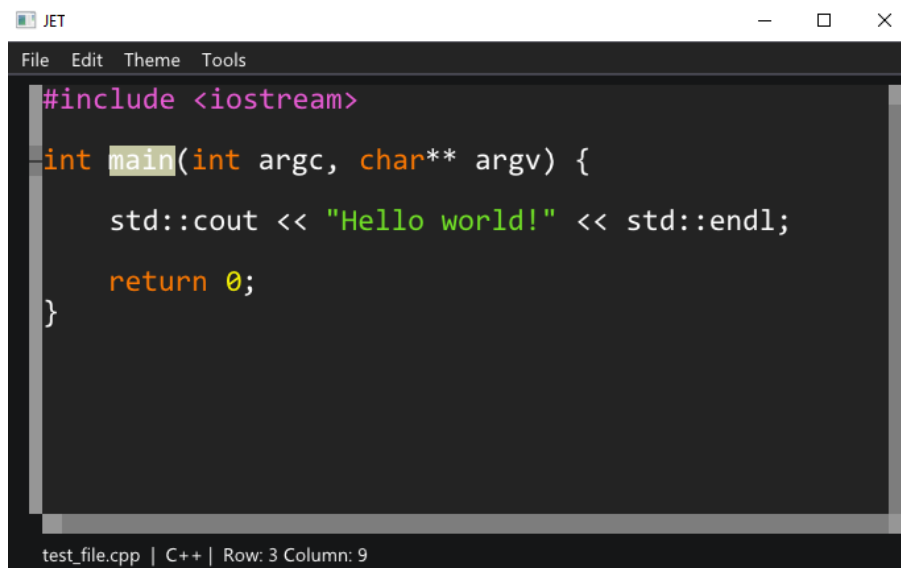 JET
File Edit Theme Tools
#include <iostream>
int main(int argc, char** argv) {
    std::cout << "Hello world!" << std::endl;
    return 0;
}
test_file.cpp | C++ | Row: 3 Column: 9